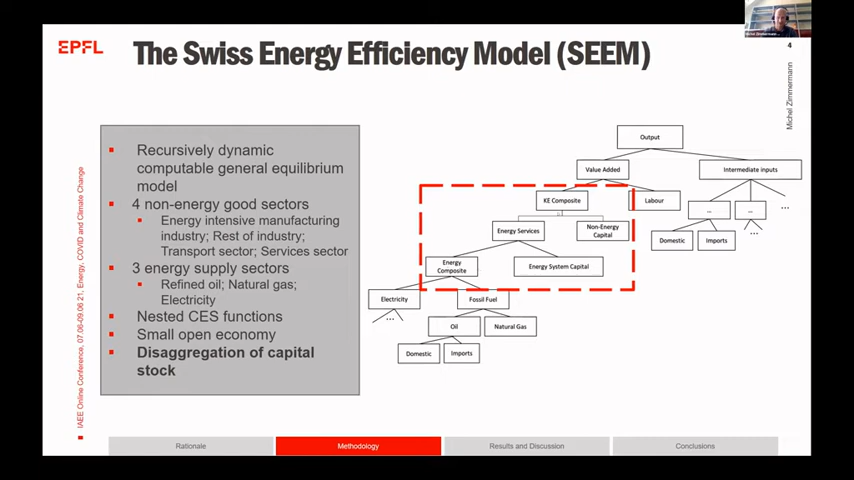 EPFL
The Swiss Energy Efficiency Model (SEEM)
4
Michel Zimmermann
IAEE Online Conference, 07.06-09.06 21, Energy, COVID and Climate Change
Recursively dynamic
computable general equilibrium
model
4 non-energy good sectors
Energy intensive manufacturing
industry; Rest of industry;
Transport sector; Services sector
3 energy supply sectors
Refined oil; Natural gas;
Electricity
Nested CES functions
Small open economy
Disaggregation of capital
stock
Output
Value Added
Intermediate inputs
KE Composite
Labour
...
...
...
Energy Services
Non-Energy
Capital
...
Domestic
Imports
Energy
Composite
Energy System Capital
Electricity
Fossil Fuel
...
Oil
Natural Gas
Domestic
Imports
Rationale
Methodology
Results and Discussion
Conclusions